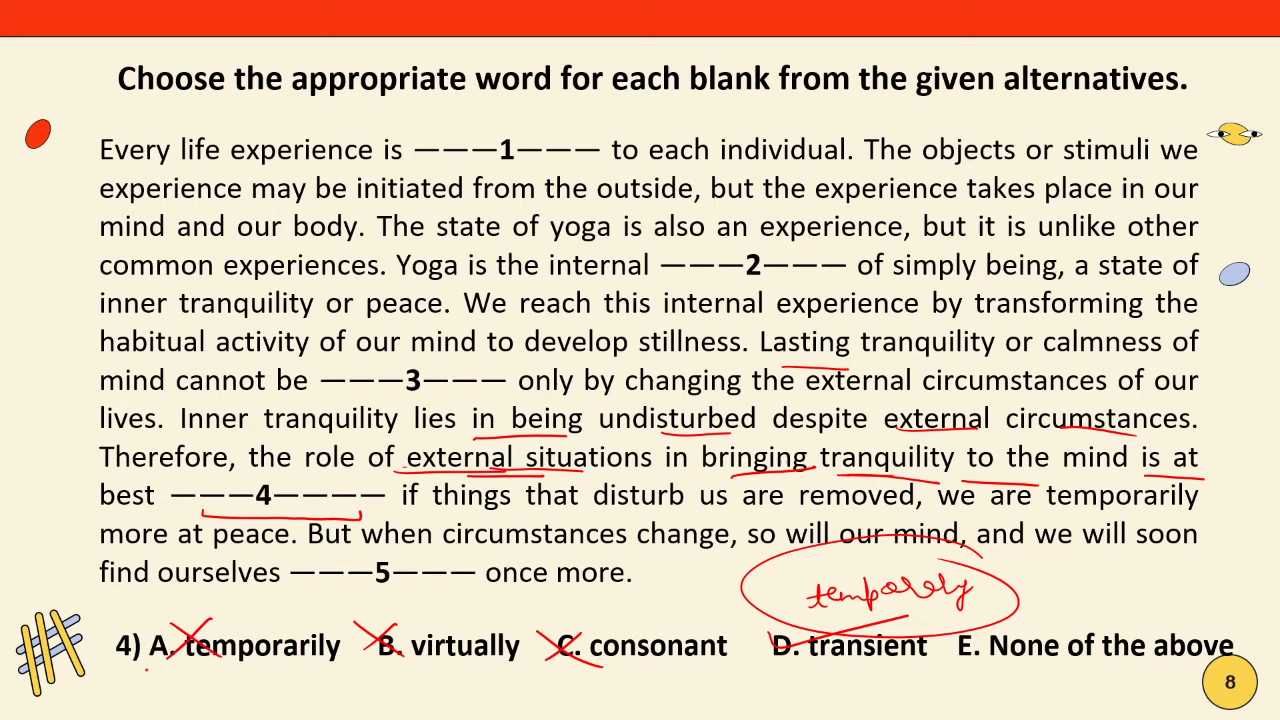 Choose the appropriate word for each blank from the given alternatives.
Every life experience is ———1——— to each individual. The objects or stimuli we
experience may be initiated from the outside, but the experience takes place in our
mind and our body. The state of yoga is also an experience, but it is unlike other
common experiences. Yoga is the internal ———2——— of simply being, a state of
inner tranquility or peace. We reach this internal experience by transforming the
habitual activity of our mind to develop stillness. Lasting tranquility or calmness of
mind cannot be ———3——— only by changing the external circumstances of our
lives. Inner tranquility lies in being undisturbed despite external circumstances.
Therefore, the role of external situations in bringing tranquility to the mind is at
best ———4———— if things that disturb us are removed, we are temporarily
more at peace. But when circumstances change, so will our mind, and we will soon
find ourselves ———5——— once more.
temporely
4) A. temporarily B. virtually C. consonant D. transient E. None of the above
8